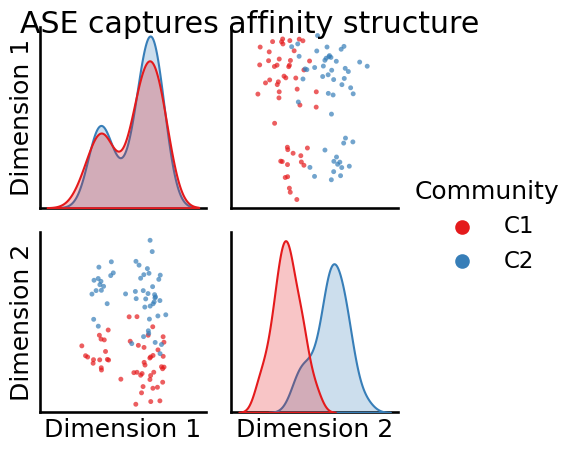 ASE captures affinity structure
Dimension 1
Community
C1
C2
Dimension 2
Dimension 1
Dimension 2